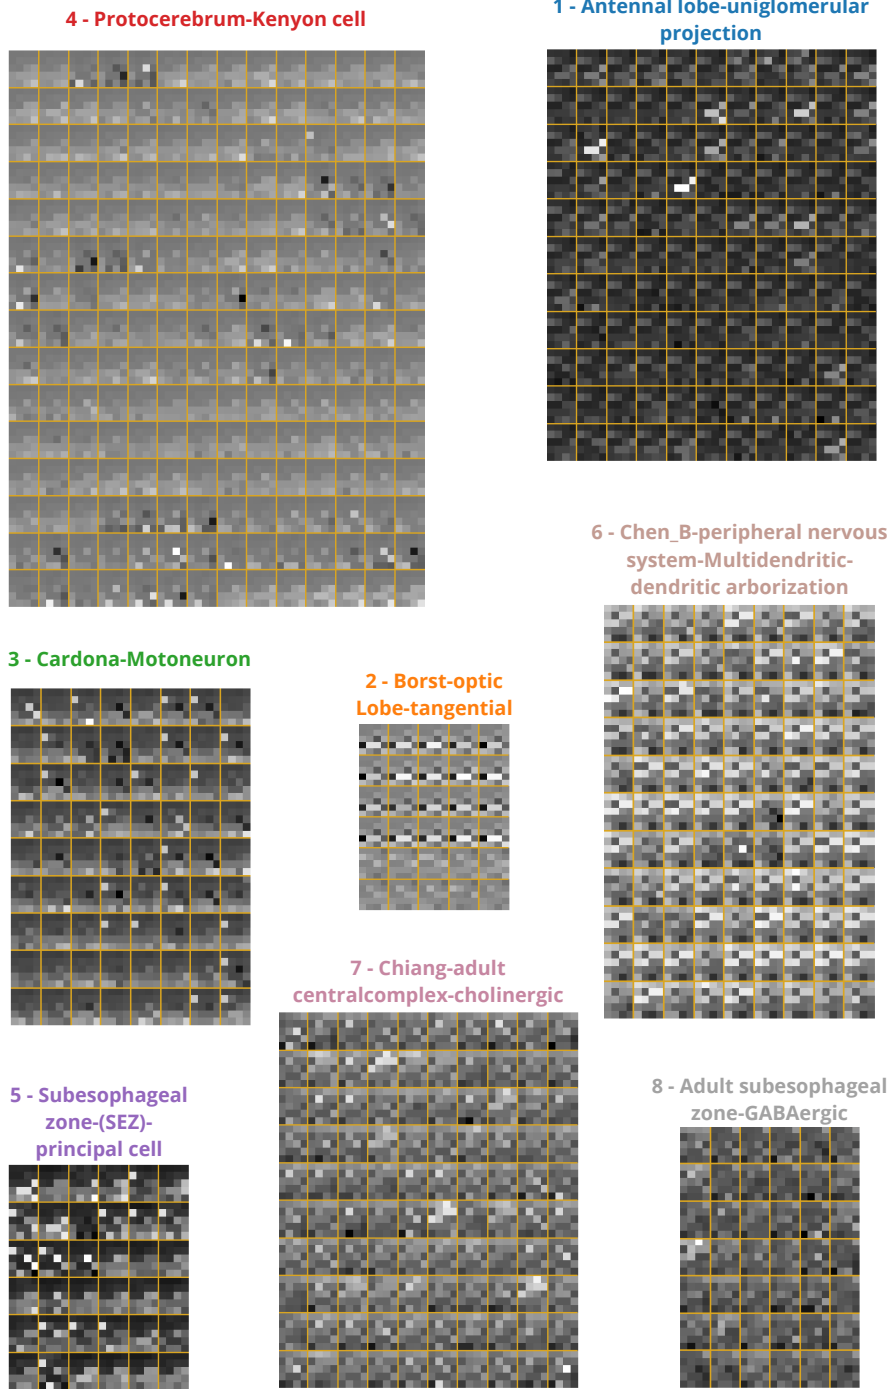 4 - Protocerebrum-Kenyon cell
1 - Antennal lobe-uniglomerular
projection
6 - Chen_B-peripheral nervous
system-Multidendritic-
dendritic arborization
3 - Cardona-Motoneuron
2 - Borst-optic
Lobe-tangential
7 - Chiang-adult
centralcomplex-cholinergic
5 - Subesophageal
zone-(SEZ)-
principal cell
8 - Adult subesophageal
zone-GABAergic